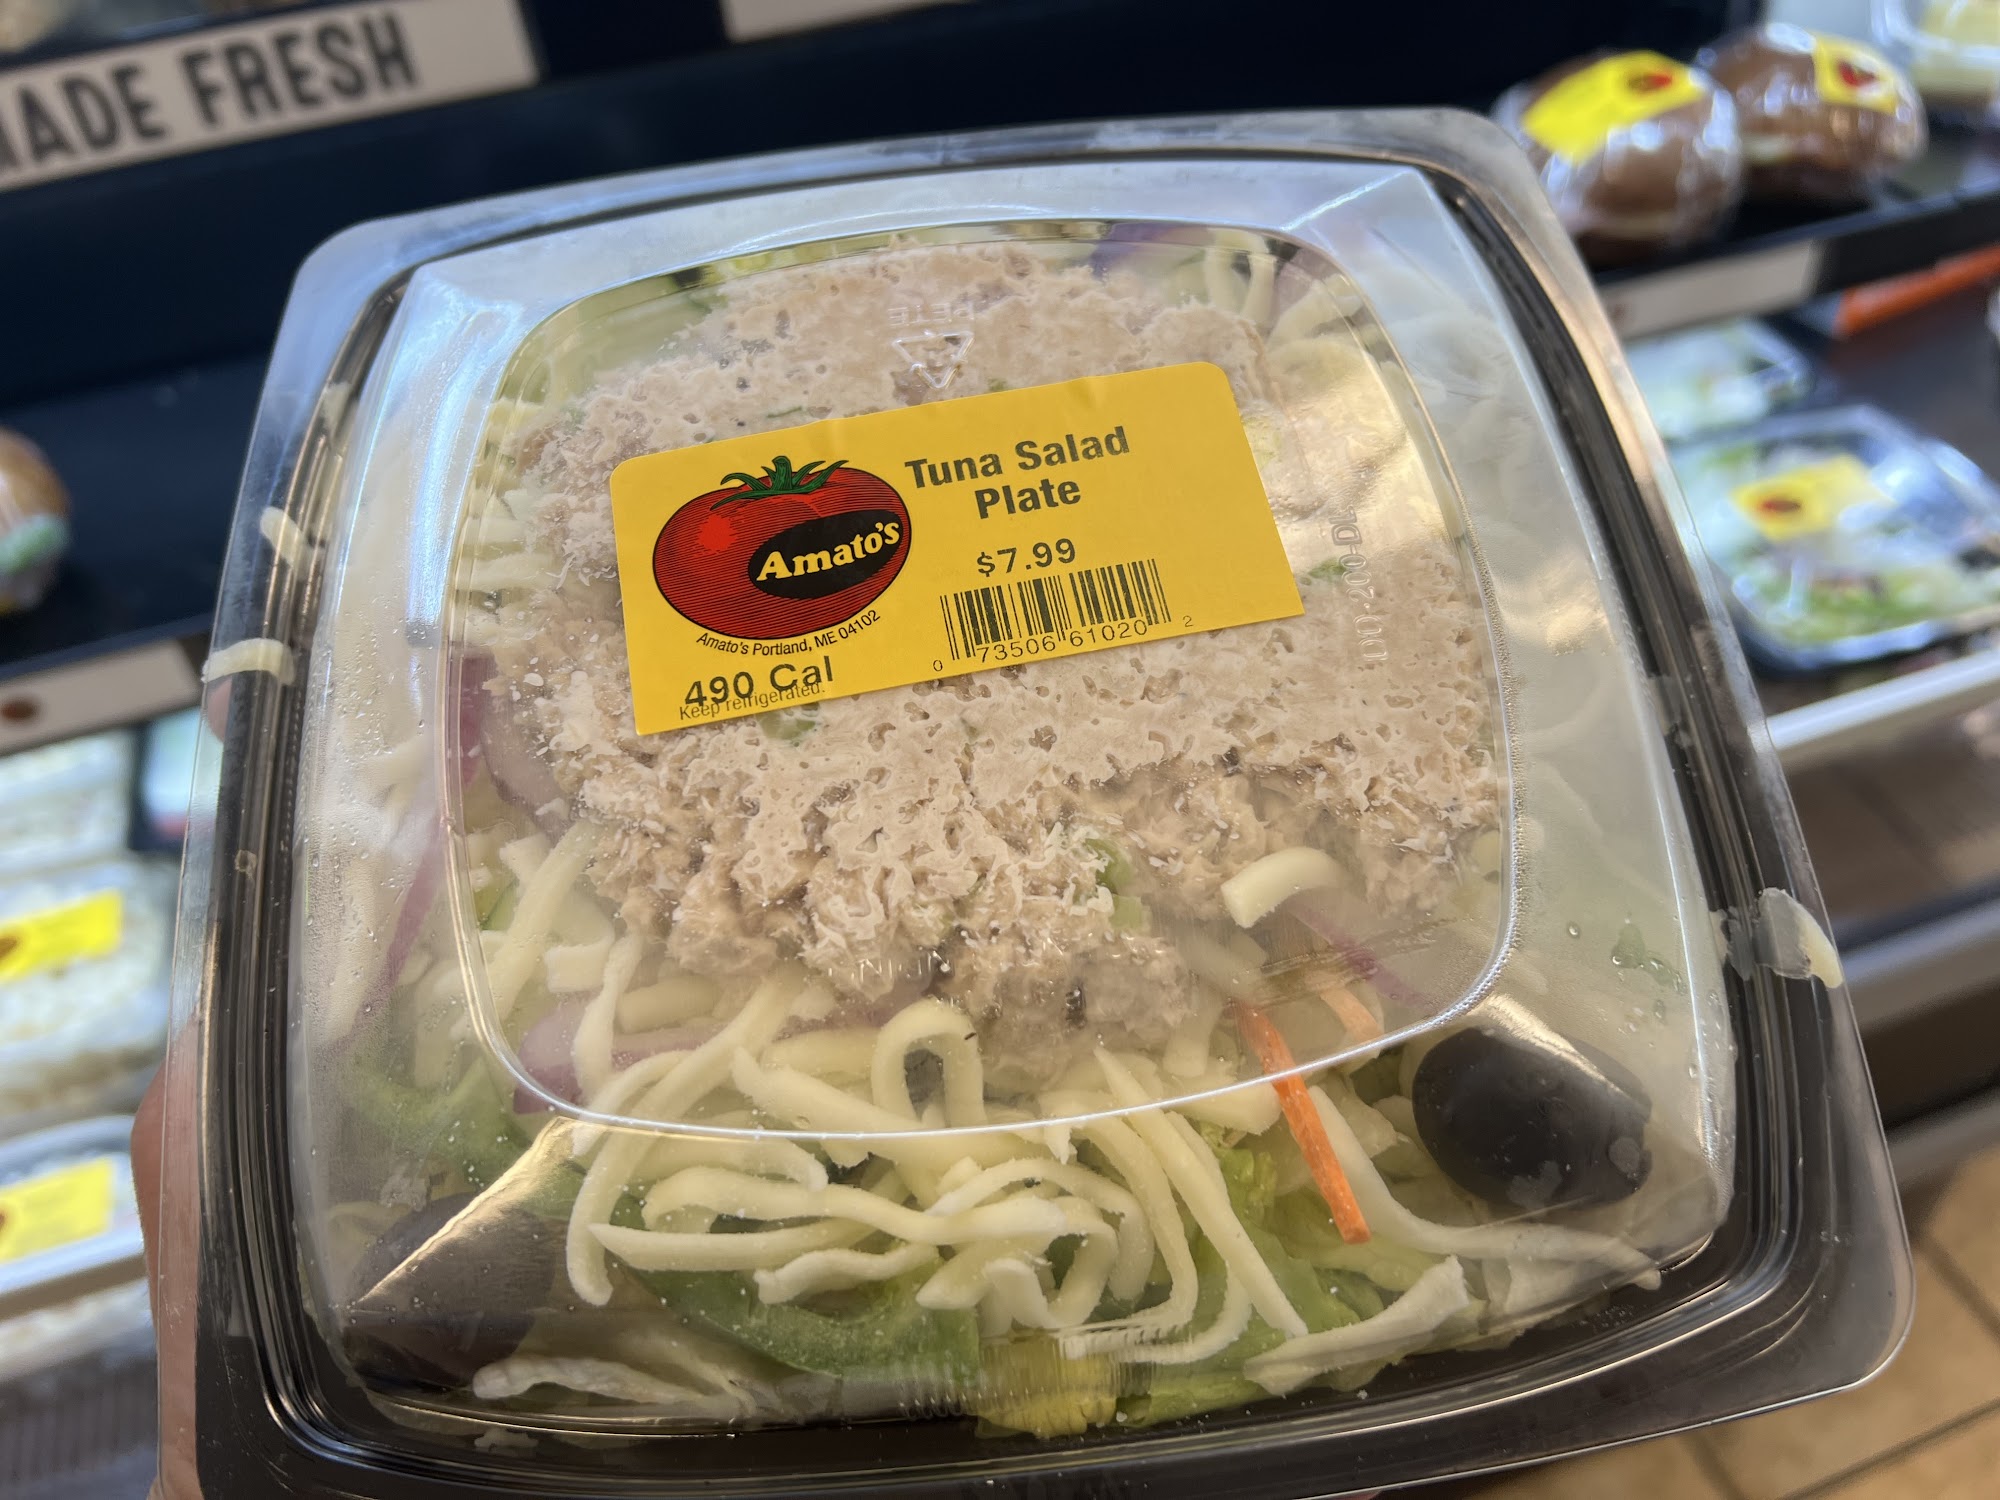 MADE FRESH
PETE
Tuna Salad
Plate
Amato's
$7.99
Amato's Portland, ME 04102
0 73506 61020 2
490 Cal
Keep refrigerated.